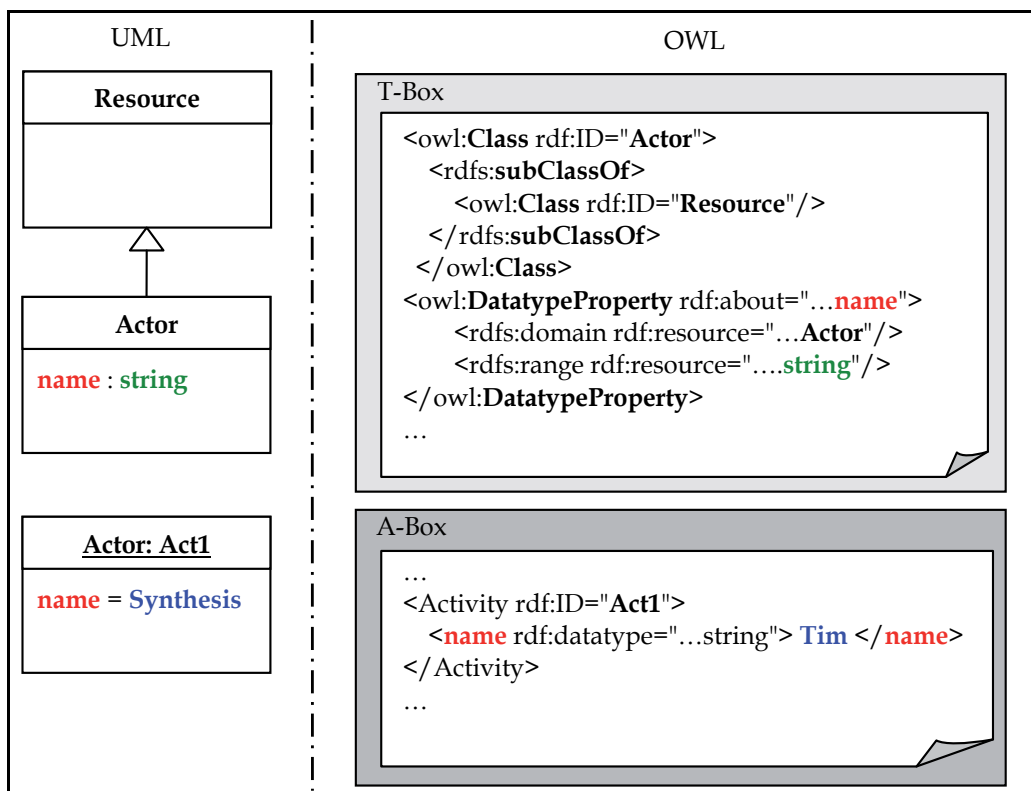 UML
Resource
Actor
name : string
Actor: Act1
name = Synthesis
OWL
T-Box
<owl:Class rdf:ID="Actor">
<rdfs:subClassOf>
<owl:Class rdf:ID="Resource"/>
</rdfs:subClassOf>
</owl:Class>
<owl:DatatypeProperty rdf:about="…name">
<rdfs:domain rdf:resource="…Actor"/>
<rdfs:range rdf:resource="….string"/>
</owl:DatatypeProperty>
…
A-Box
…
<Activity rdf:ID="Act1">
<name rdf:datatype="…string"> Tim </name>
</Activity>
…